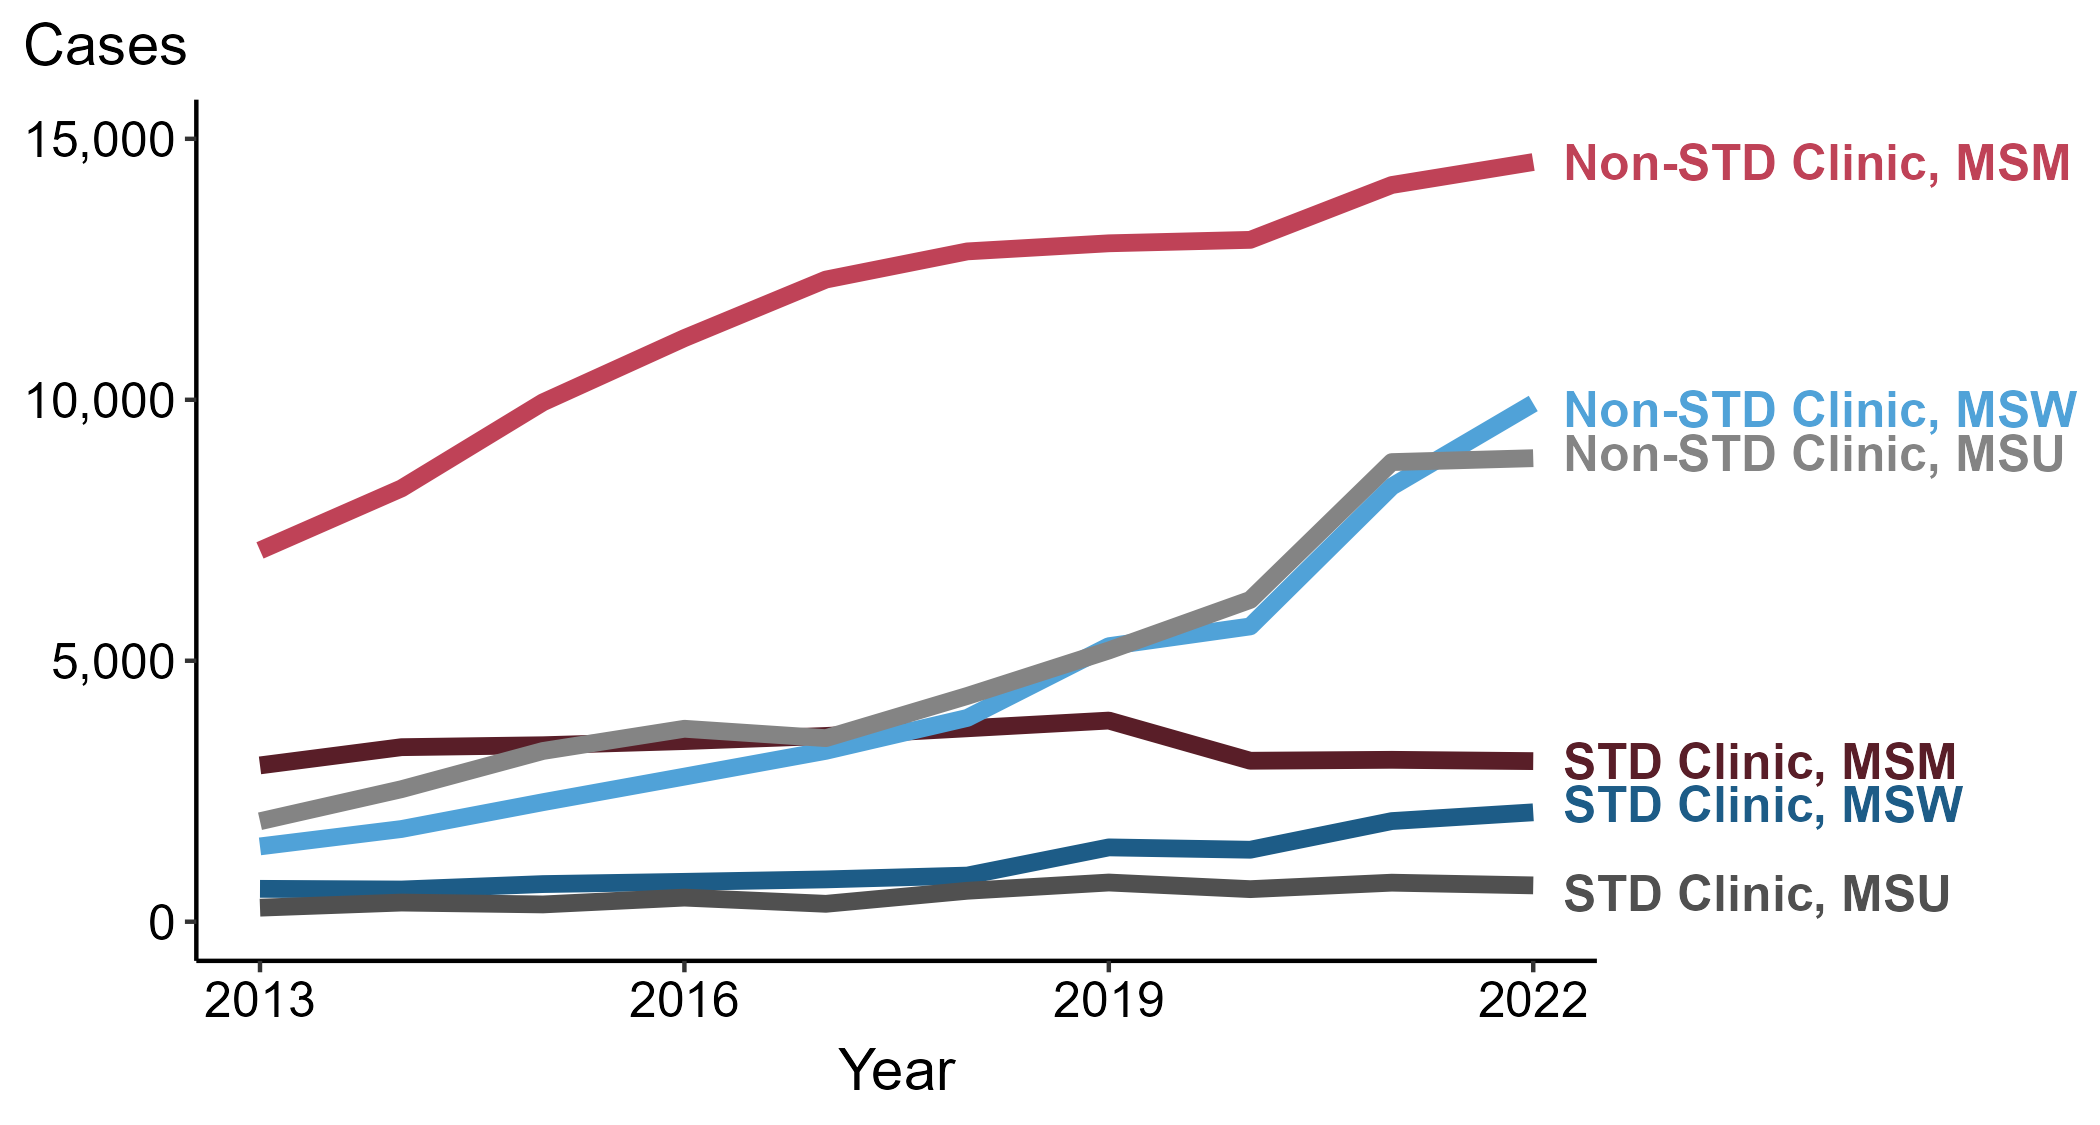 Cases
15,000
10,000
5,000
0
Non-STD Clinic, MSM
Non-STD Clinic, MSW
Non-STD Clinic, MSU
STD Clinic, MSM
STD Clinic, MSW
STD Clinic, MSU
2013 2016 2019 2022
Year